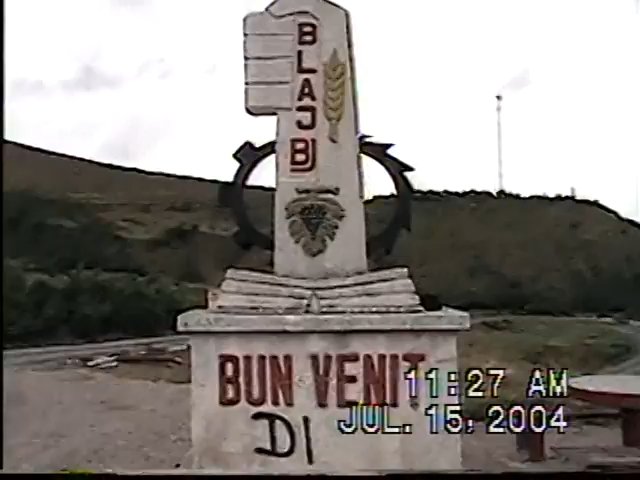 BLAJ
BJ
BUN VENIT
DI
11:27 AM
JUL. 15, 2004